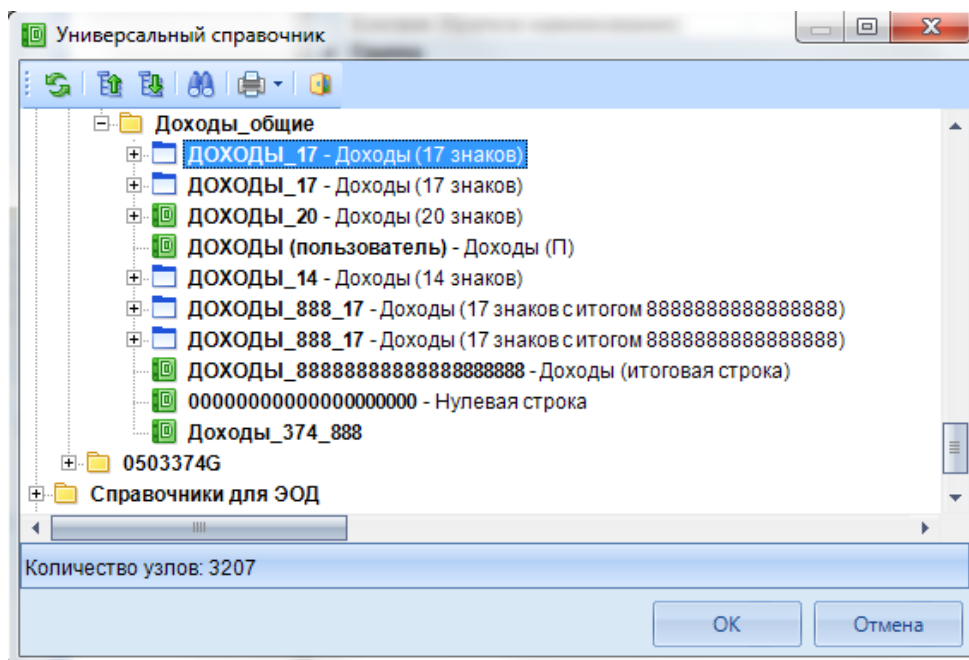 Универсальный справочник
Доходы_общие
ДОХОДЫ_17 - Доходы (17 знаков)
ДОХОДЫ_17 - Доходы (17 знаков)
ДОХОДЫ_20 - Доходы (20 знаков)
ДОХОДЫ (пользователь) - Доходы (П)
ДОХОДЫ_14 - Доходы (14 знаков)
ДОХОДЫ_888_17 - Доходы (17 знаков с итогом 8888888888888888)
ДОХОДЫ_888_17 - Доходы (17 знаков с итогом 8888888888888888)
ДОХОДЫ_88888888888888888888 - Доходы (итоговая строка)
00000000000000000000 - Нулевая строка
Доходы_374_888
0503374G
Справочники для ЭОД
Количество узлов: 3207
ОК
Отмена